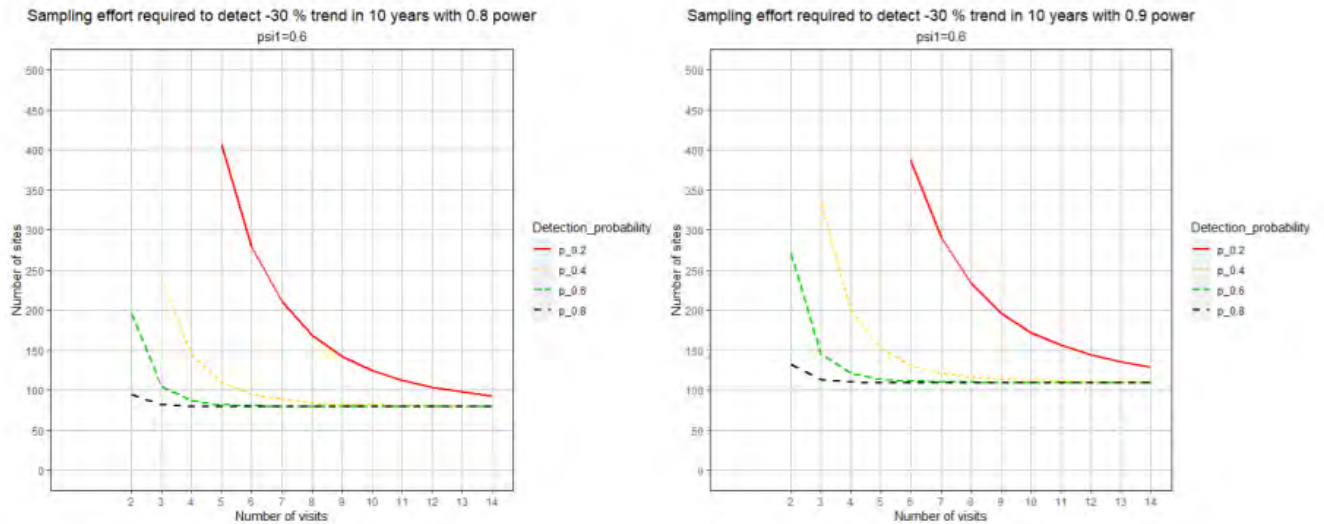 Sampling effort required to detect -30 % trend in 10 years with 0.8 power
psi1=0.6
500
450
400
350
300
250
200
150
100
50
0
Number of sites
2 3 4 5 6 7 8 9 10 11 12 13 14
Number of visits
Detection_probability
p_0.2
p_0.4
p_0.6
p_0.8
Sampling effort required to detect -30 % trend in 10 years with 0.9 power
psi1=0.6
500
450
400
350
300
250
200
150
100
50
0
Number of sites
2 3 4 5 6 7 8 9 10 11 12 13 14
Number of visits
Detection_probability
p_0.2
p_0.4
p_0.6
p_0.8